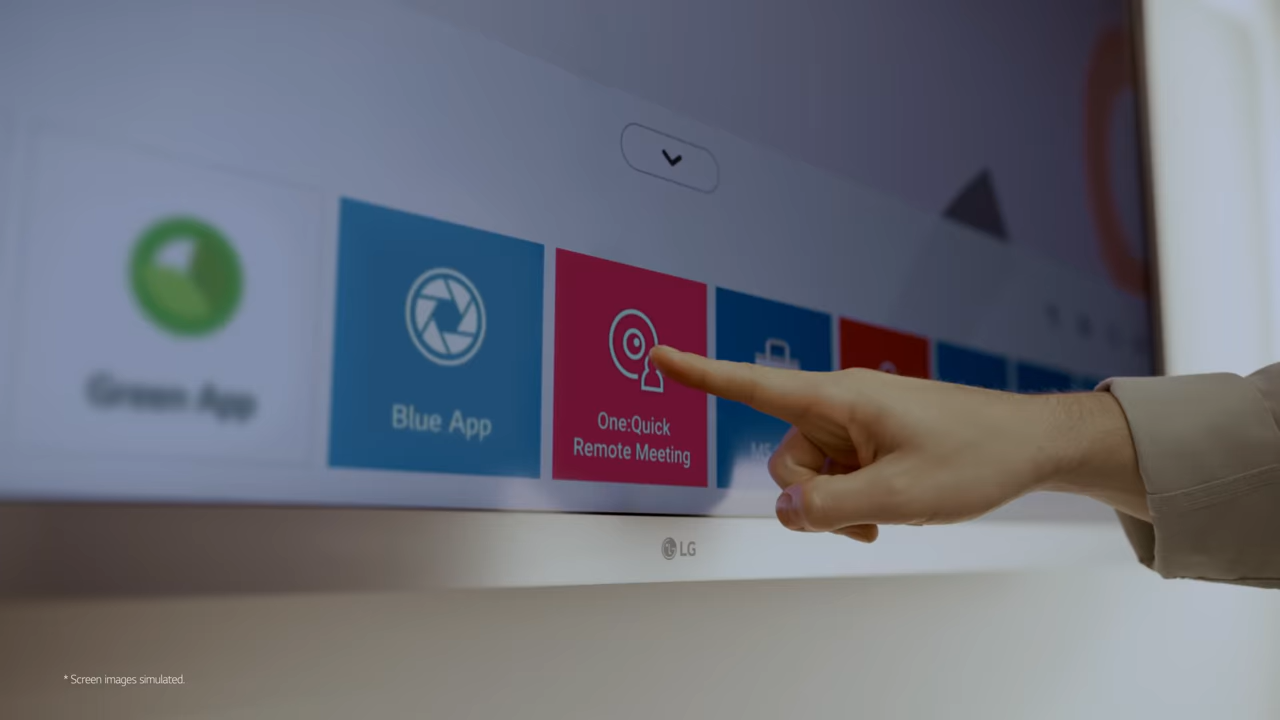 Green App
Blue App
One:Quick
Remote Meeting
LG
* Screen images simulated.